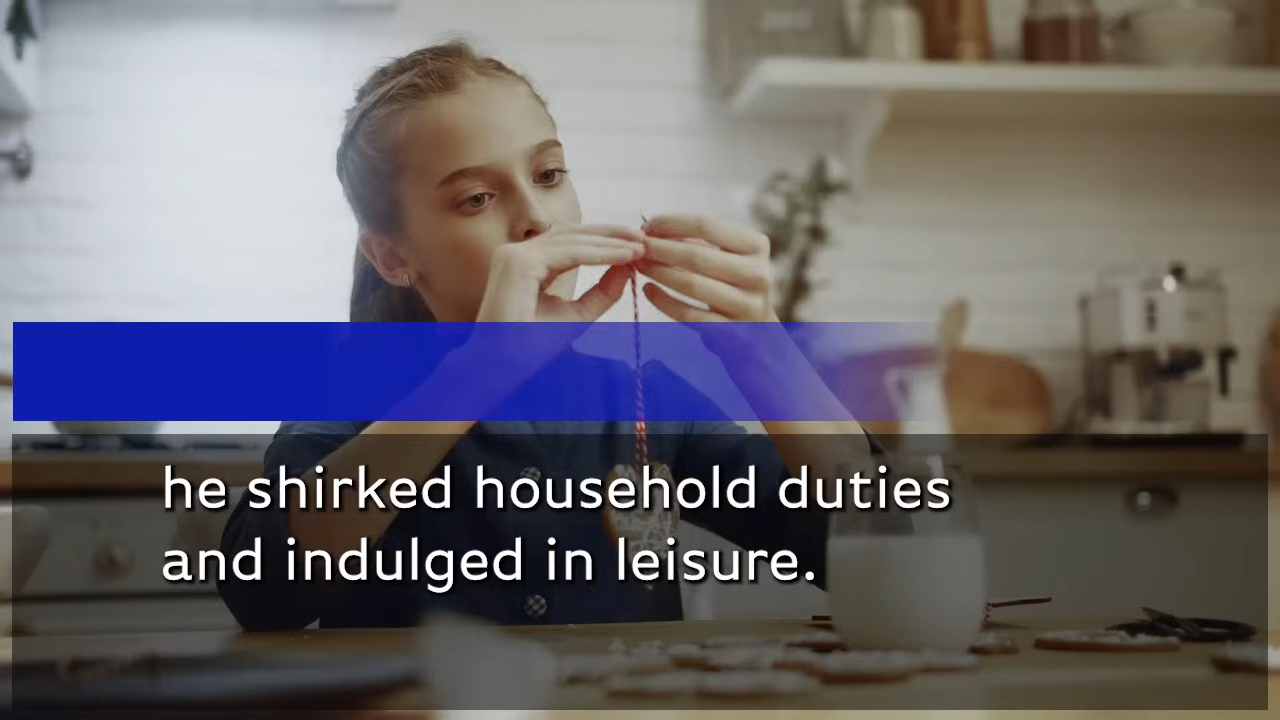 he shirked household duties
and indulged in leisure.